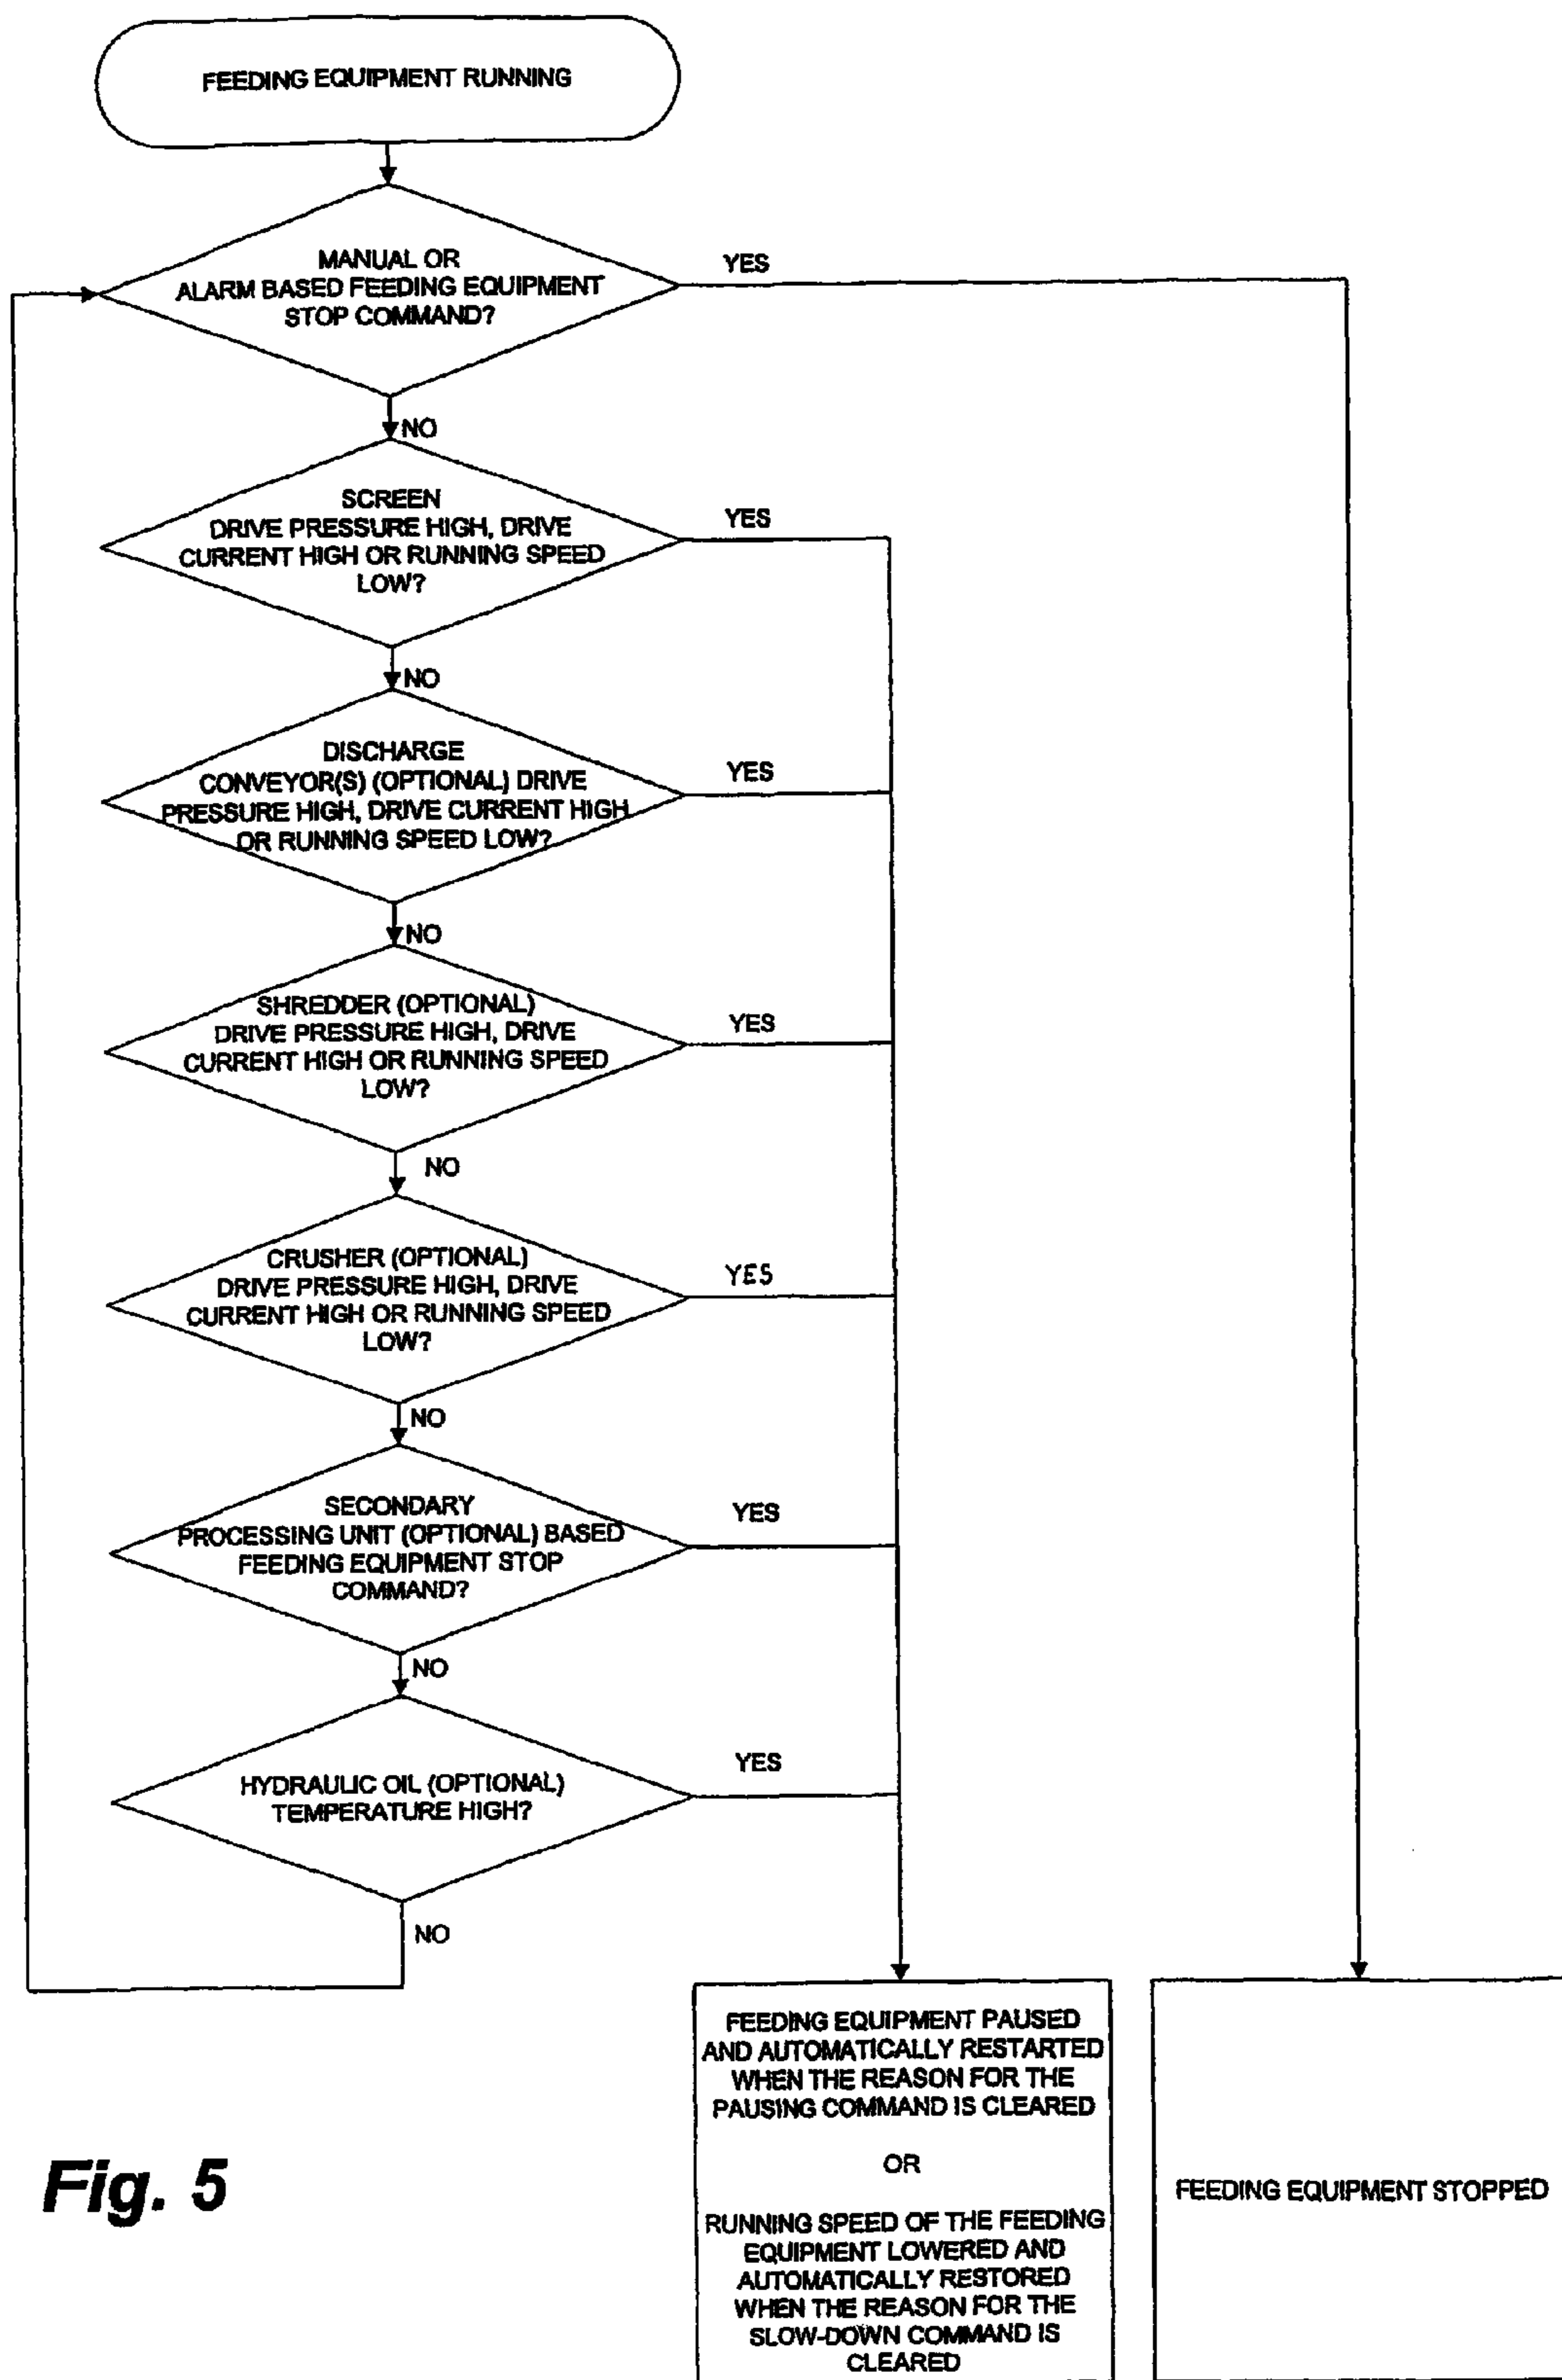 FEEDING EQUIPMENT RUNNING
MANUAL OR
ALARM BASED FEEDING EQUIPMENT
STOP COMMAND?
YES
NO
SCREEN
DRIVE PRESSURE HIGH, DRIVE
CURRENT HIGH OR RUNNING SPEED
LOW?
YES
NO
DISCHARGE
CONVEYOR(S) (OPTIONAL) DRIVE
PRESSURE HIGH, DRIVE CURRENT HIGH
OR RUNNING SPEED LOW?
YES
NO
SHREDDER (OPTIONAL)
DRIVE PRESSURE HIGH, DRIVE
CURRENT HIGH OR RUNNING SPEED
LOW?
YES
NO
CRUSHER (OPTIONAL)
DRIVE PRESSURE HIGH, DRIVE
CURRENT HIGH OR RUNNING SPEED
LOW?
YES
NO
SECONDARY
PROCESSING UNIT (OPTIONAL) BASED
FEEDING EQUIPMENT STOP
COMMAND?
YES
NO
HYDRAULIC OIL (OPTIONAL)
TEMPERATURE HIGH?
YES
NO
FEEDING EQUIPMENT PAUSED
AND AUTOMATICALLY RESTARTED
WHEN THE REASON FOR THE
PAUSING COMMAND IS CLEARED
OR
RUNNING SPEED OF THE FEEDING
EQUIPMENT LOWERED AND
AUTOMATICALLY RESTORED
WHEN THE REASON FOR THE
SLOW-DOWN COMMAND IS
CLEARED
FEEDING EQUIPMENT STOPPED
Fig. 5